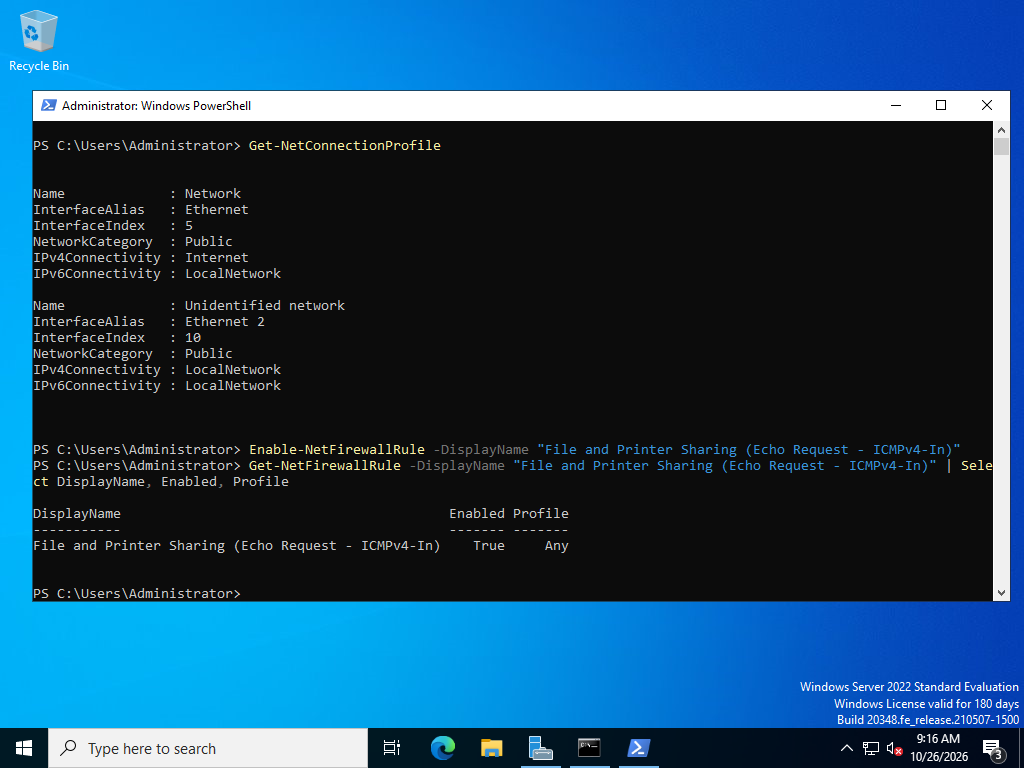 Recycle Bin
Administrator: Windows PowerShell
PS C:\Users\Administrator> Get-NetConnectionProfile
Name             : Network
InterfaceAlias   : Ethernet
InterfaceIndex   : 5
NetworkCategory  : Public
IPv4Connectivity : Internet
IPv6Connectivity : LocalNetwork
Name             : Unidentified network
InterfaceAlias   : Ethernet 2
InterfaceIndex   : 10
NetworkCategory  : Public
IPv4Connectivity : LocalNetwork
IPv6Connectivity : LocalNetwork
PS C:\Users\Administrator> Enable-NetFirewallRule -DisplayName "File and Printer Sharing (Echo Request - ICMPv4-In)"
PS C:\Users\Administrator> Get-NetFirewallRule -DisplayName "File and Printer Sharing (Echo Request - ICMPv4-In)" | Sele
ct DisplayName, Enabled, Profile
DisplayName                                         Enabled Profile
-----------                                         ------- -------
File and Printer Sharing (Echo Request - ICMPv4-In)    True     Any
PS C:\Users\Administrator>
Windows Server 2022 Standard Evaluation
Windows License valid for 180 days
Build 20348.fe_release.210507-1500
Type here to search
9:16 AM
10/26/2026
3